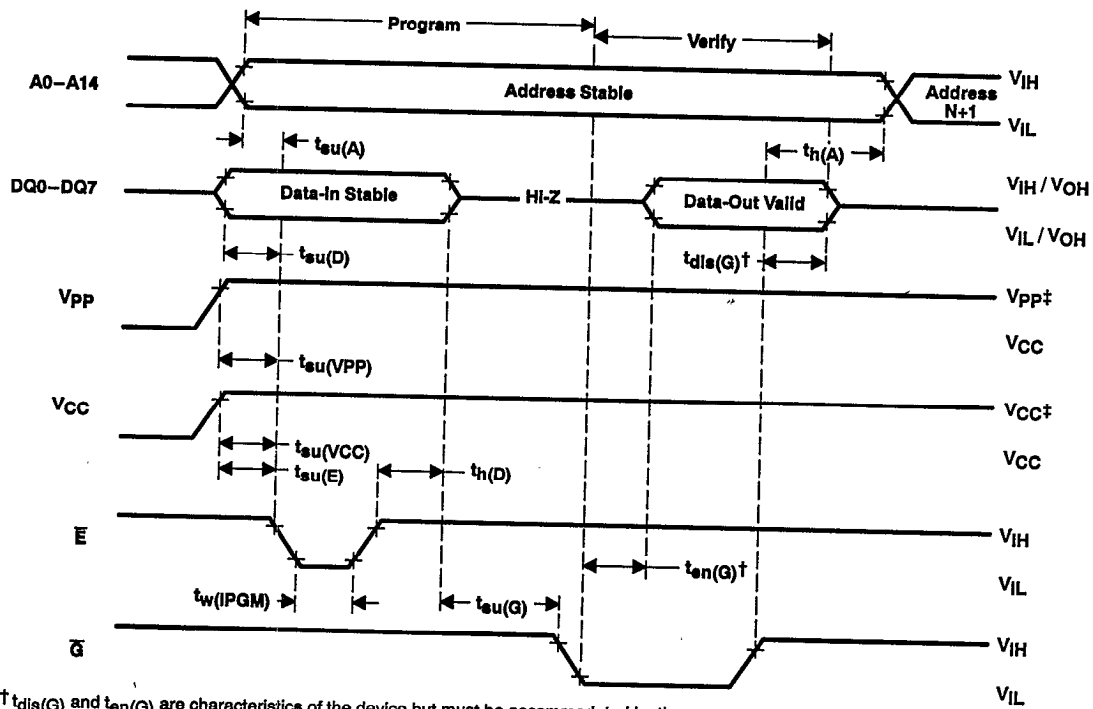 Program
Verify
A0–A14
Address Stable
Address
N+1
VIH
VIL
tsu(A)
th(A)
DQ0–DQ7
Data-In Stable
Hi-Z
Data-Out Valid
VIH / VOH
VIL / VOH
tsu(D)
tdis(G)†
VPP
VPP‡
VCC
tsu(VPP)
VCC
VCC‡
VCC
tsu(VCC)
tsu(E)
th(D)
E
VIH
VIL
ten(G)†
tw(IPGM)
tsu(G)
G
VIH
VIL
† tdis(G) and ten(G) are characteristics of the device but must be accommodated by the